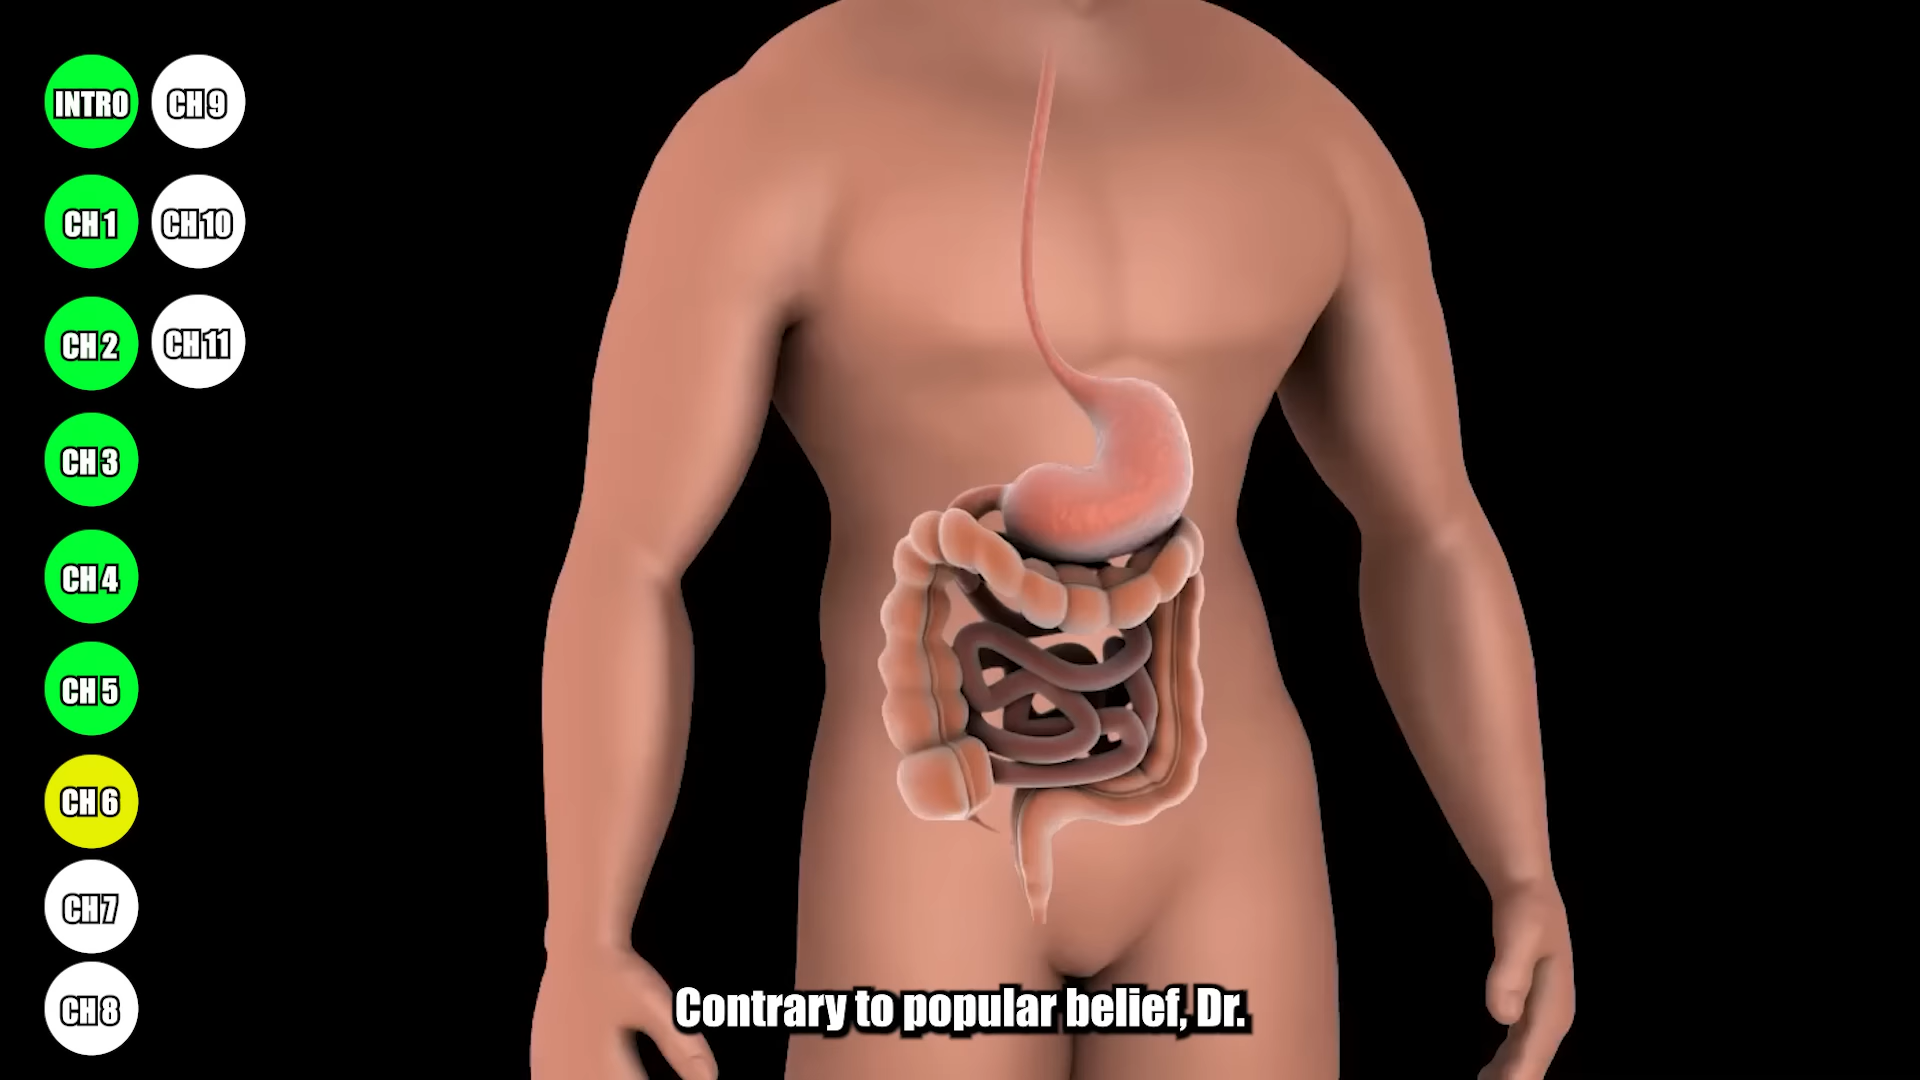 INTRO
CH 9
CH 1
CH 10
CH 2
CH 11
CH 3
CH 4
CH 5
CH 6
CH 7
CH 8
Contrary to popular belief, Dr.